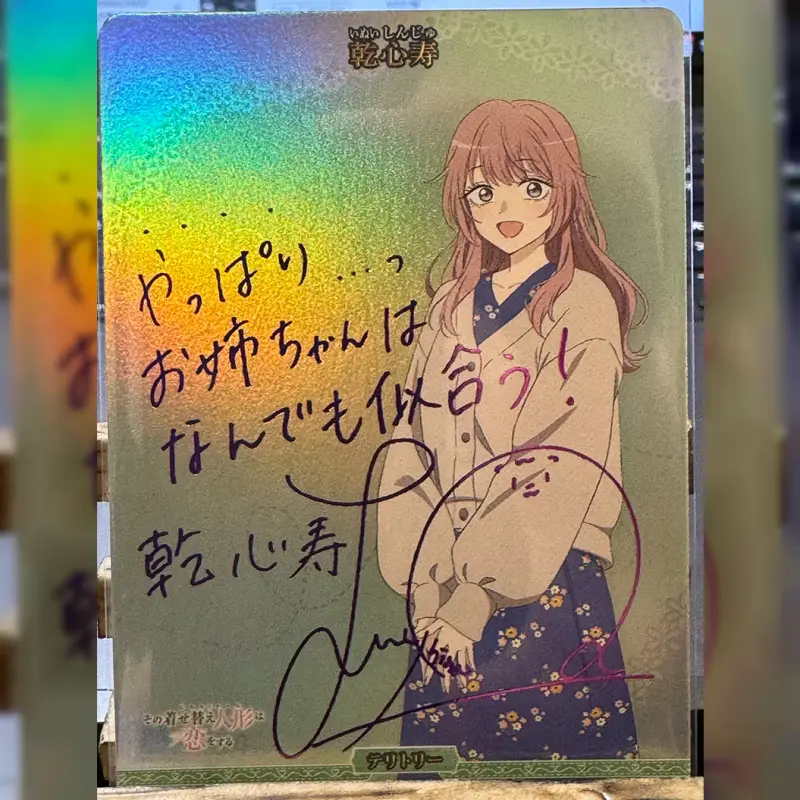 いぬい しんじゅ
乾心寿
やっぱり...っ
お姉ちゃんは
なんでも似合う!
乾心寿
その着せ替え人形は
恋をする
テリトリー